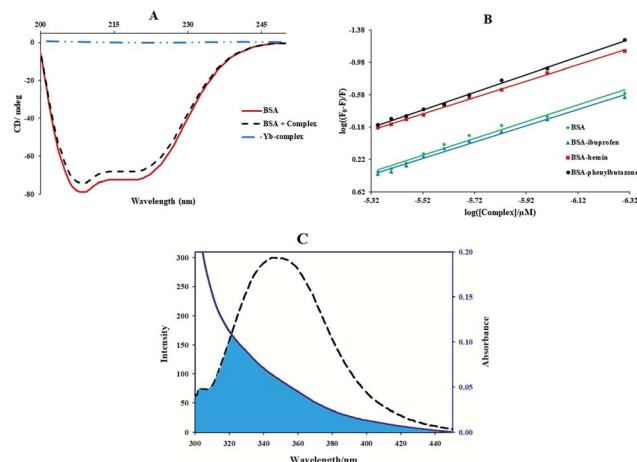 A
200 215 230 245
0
-20
-40
-60
-80
CD/ mdeg
BSA
BSA + Complex
-Yb-complex
Wavelength (nm)
B
-1.38
-0.98
-0.58
-0.18
0.22
0.62
log((F0-F)/F)
BSA
BSA-ibuprofen
BSA-hemin
BSA-phenylbutazone
-5.32 -5.52 -5.72 -5.92 -6.12 -6.32
log([Complex]/µM)
C
300
250
200
150
100
50
0
Intensity
0.20
0.15
0.10
0.05
0.00
Absorbance
300 320 340 360 380 400 420 440
Wavelength/nm